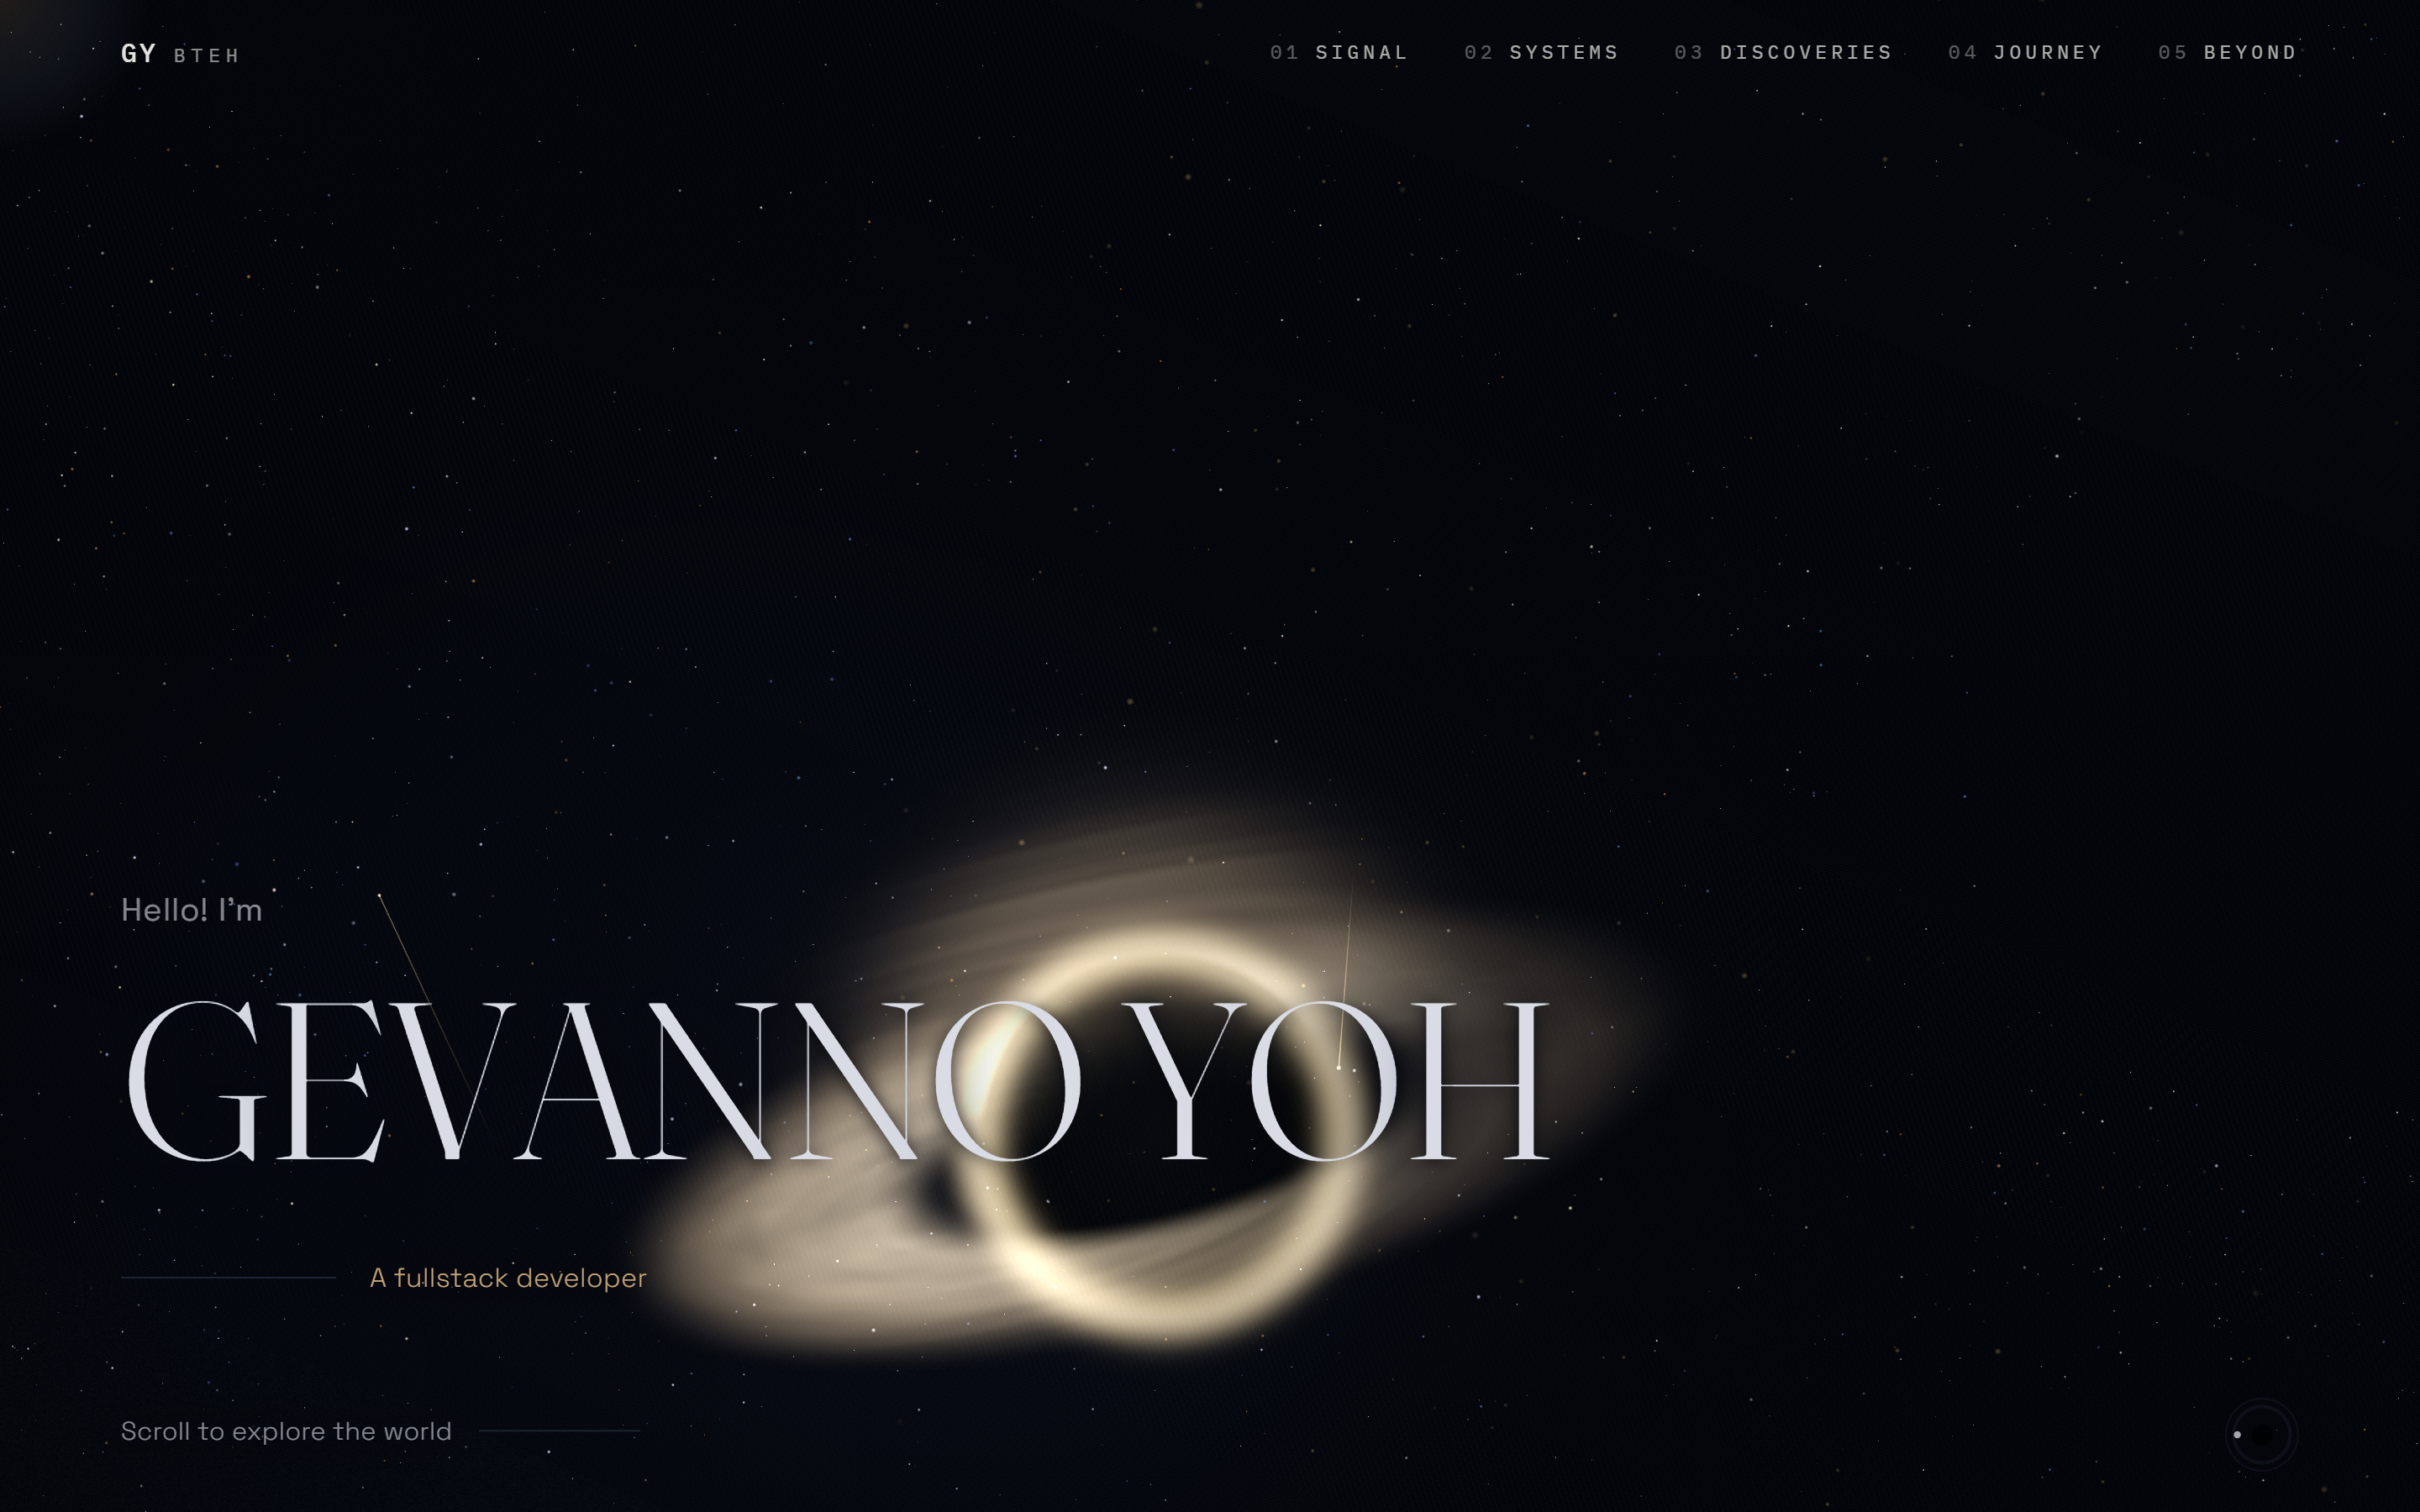 GY BTEH
01 SIGNAL 02 SYSTEMS 03 DISCOVERIES 04 JOURNEY 05 BEYOND
Hello! I'm
GEVANNO YOH
A fullstack developer
Scroll to explore the world